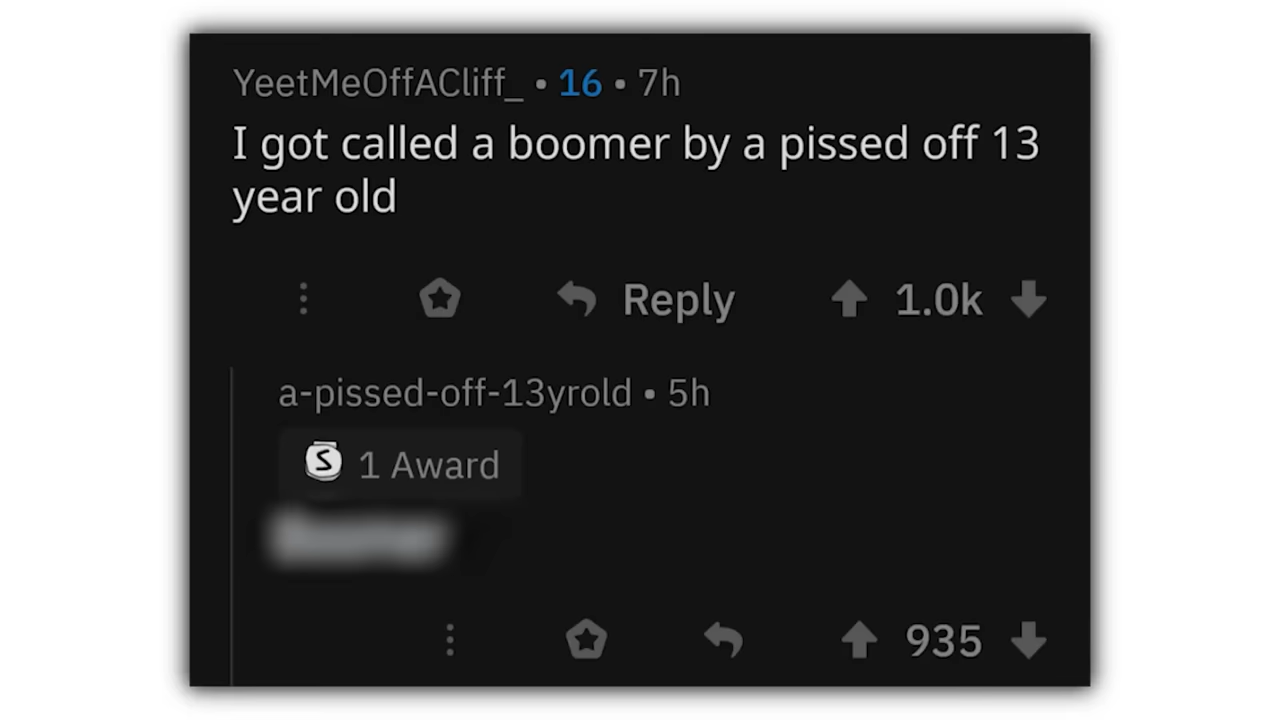 YeetMeOffACliff_ • 16 • 7h
I got called a boomer by a pissed off 13
year old
Reply
1.0k
a-pissed-off-13yrold • 5h
1 Award
935